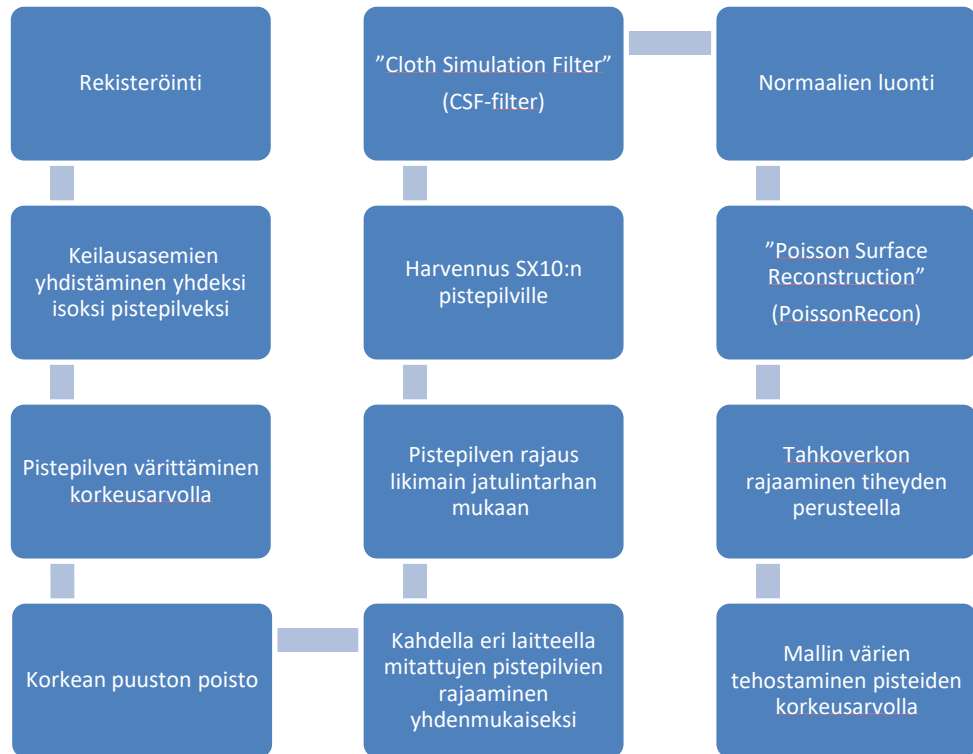 Rekisteröinti
Keilausasemien
yhdistäminen yhdeksi
isoksi pistepilveksi
Pistepilven värittäminen
korkeusarvolla
Korkean puuston poisto
Kahdella eri laitteella
mitattujen pistepilvien
rajaaminen
yhdenmukaiseksi
Pistepilven rajaus
likimain jatulintarhan
mukaan
Harvennus SX10:n
pistepilville
”Cloth Simulation Filter”
(CSF-filter)
Normaalien luonti
”Poisson Surface
Reconstruction”
(PoissonRecon)
Tahkoverkon
rajaaminen tiheyden
perusteella
Mallin värien
tehostaminen pisteiden
korkeusarvolla